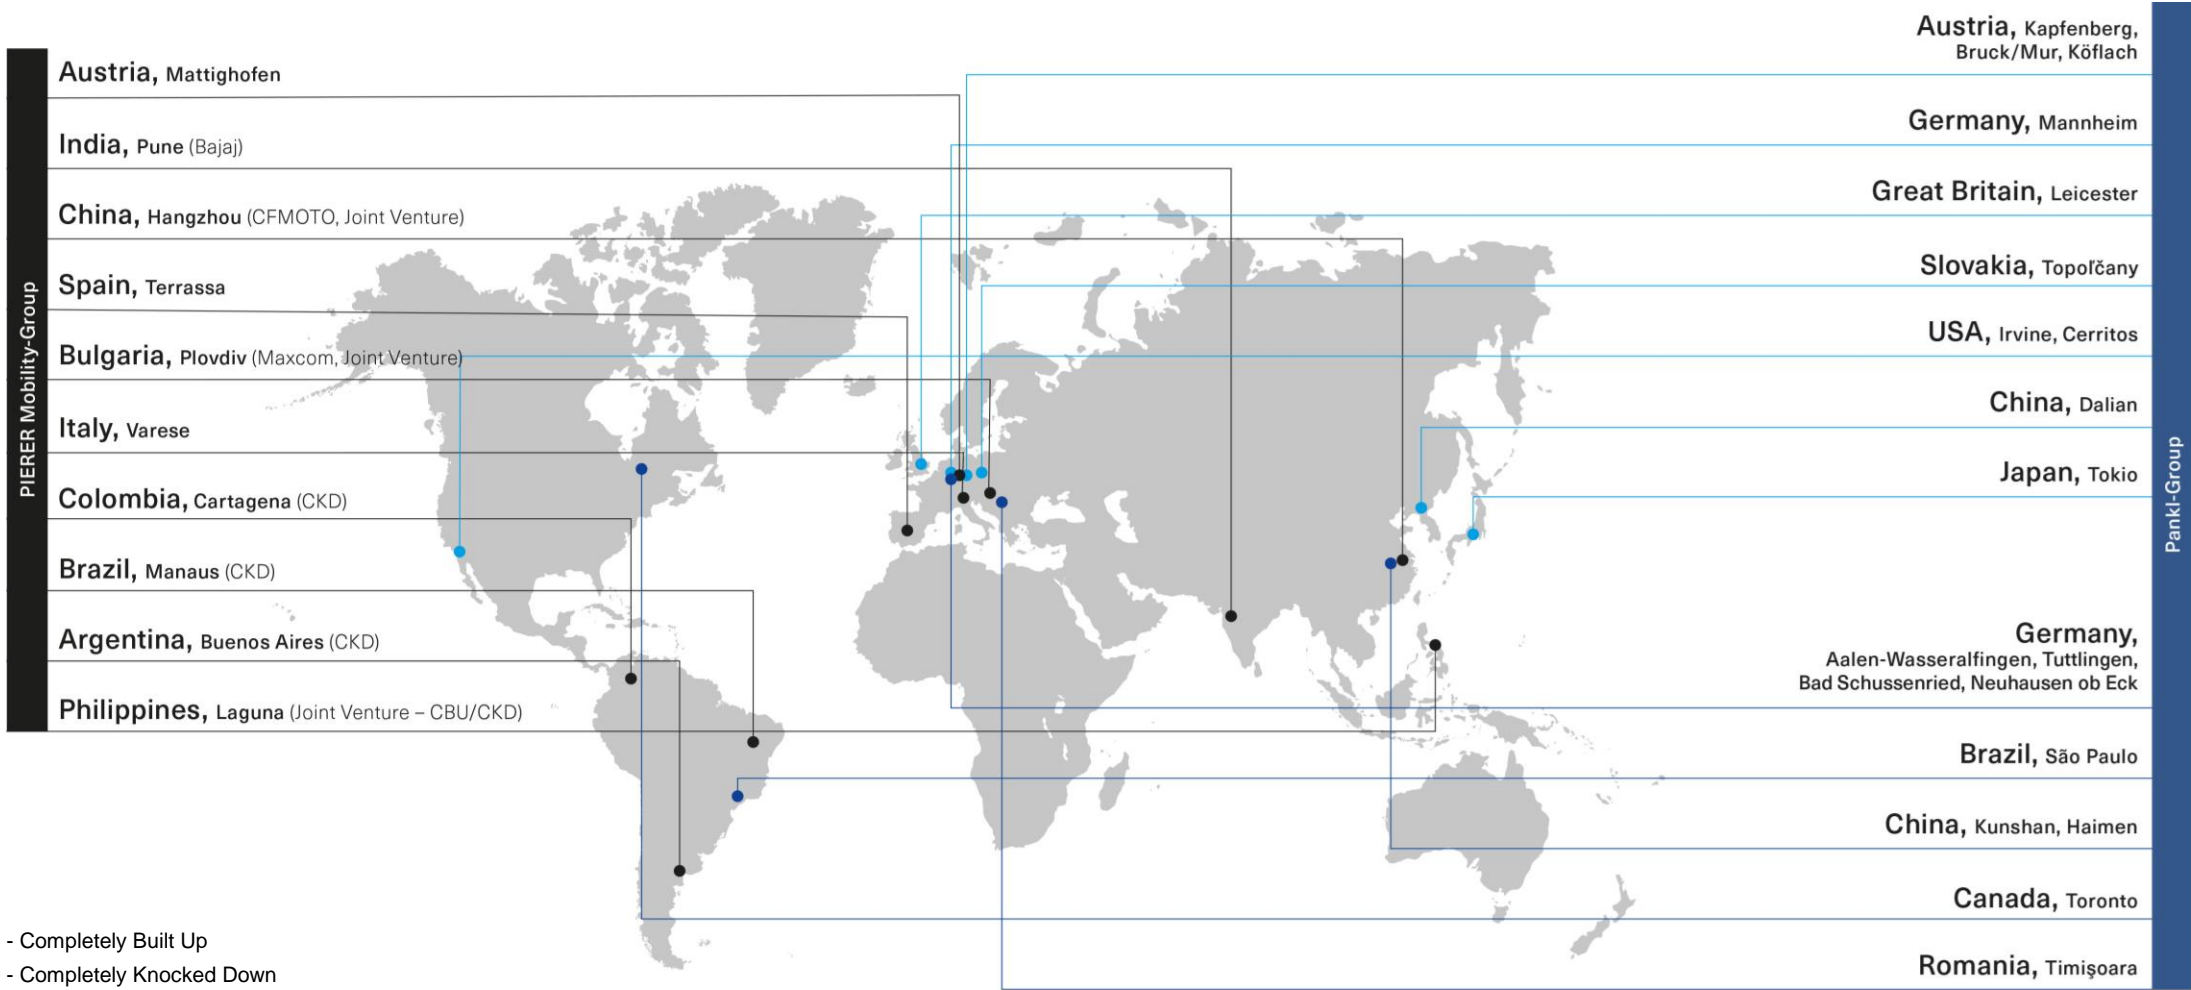 PIERER Mobility-Group
Austria, Mattighofen
India, Pune (Bajaj)
China, Hangzhou (CFMOTO, Joint Venture)
Spain, Terrassa
Bulgaria, Plovdiv (Maxcom, Joint Venture)
Italy, Varese
Colombia, Cartagena (CKD)
Brazil, Manaus (CKD)
Argentina, Buenos Aires (CKD)
Philippines, Laguna (Joint Venture – CBU/CKD)
- Completely Built Up
- Completely Knocked Down
Austria, Kapfenberg,
Bruck/Mur, Köflach
Germany, Mannheim
Great Britain, Leicester
Slovakia, Topoľčany
USA, Irvine, Cerritos
China, Dalian
Japan, Tokio
Germany,
Aalen-Wasseralfingen, Tuttlingen,
Bad Schussenried, Neuhausen ob Eck
Brazil, São Paulo
China, Kunshan, Haimen
Canada, Toronto
Romania, Timişoara
Pankl-Group